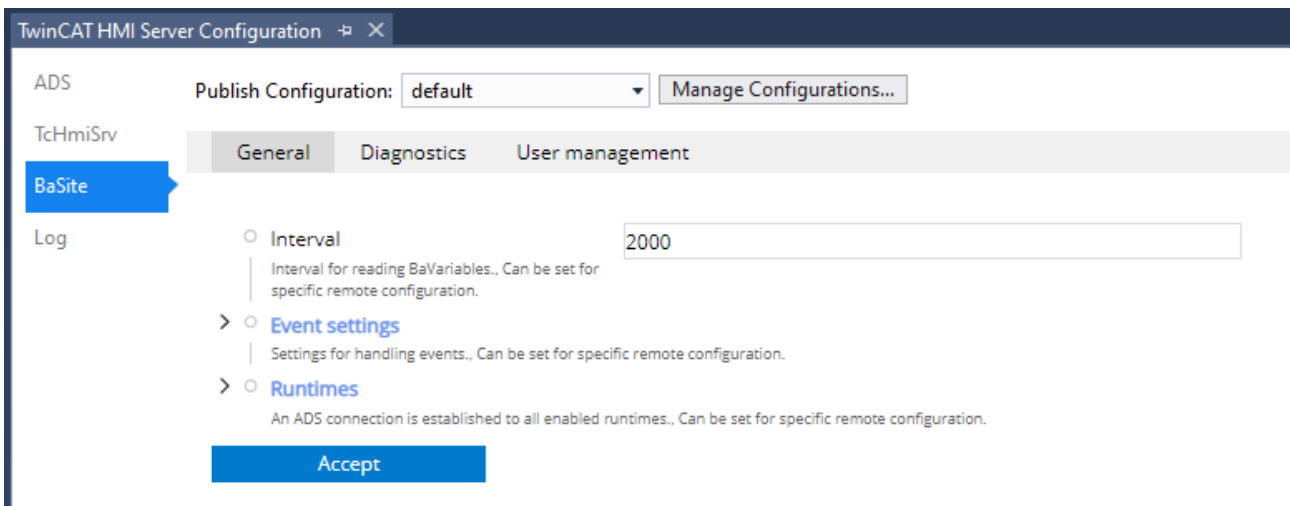 TwinCAT HMI Server Configuration
ADS
Publish Configuration: default Manage Configurations...
TcHmiSrv
General Diagnostics User management
BaSite
Log
Interval 2000
Interval for reading BaVariables., Can be set for
specific remote configuration.
Event settings
Settings for handling events., Can be set for specific remote configuration.
Runtimes
An ADS connection is established to all enabled runtimes., Can be set for specific remote configuration.
Accept